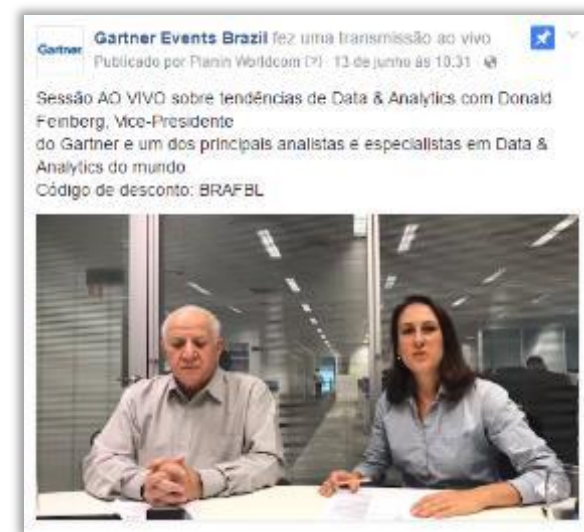 Gartner
Gartner Events Brazil fez uma transmissão ao vivo
Publicado por Planin Worldcom [?] · 13 de junho às 10:31 ·
Sessão AO VIVO sobre tendências de Data & Analytics com Donald
Feinberg, Vice-Presidente
do Gartner e um dos principais analistas e especialistas em Data &
Analytics do mundo
Código de desconto: BRAFBL